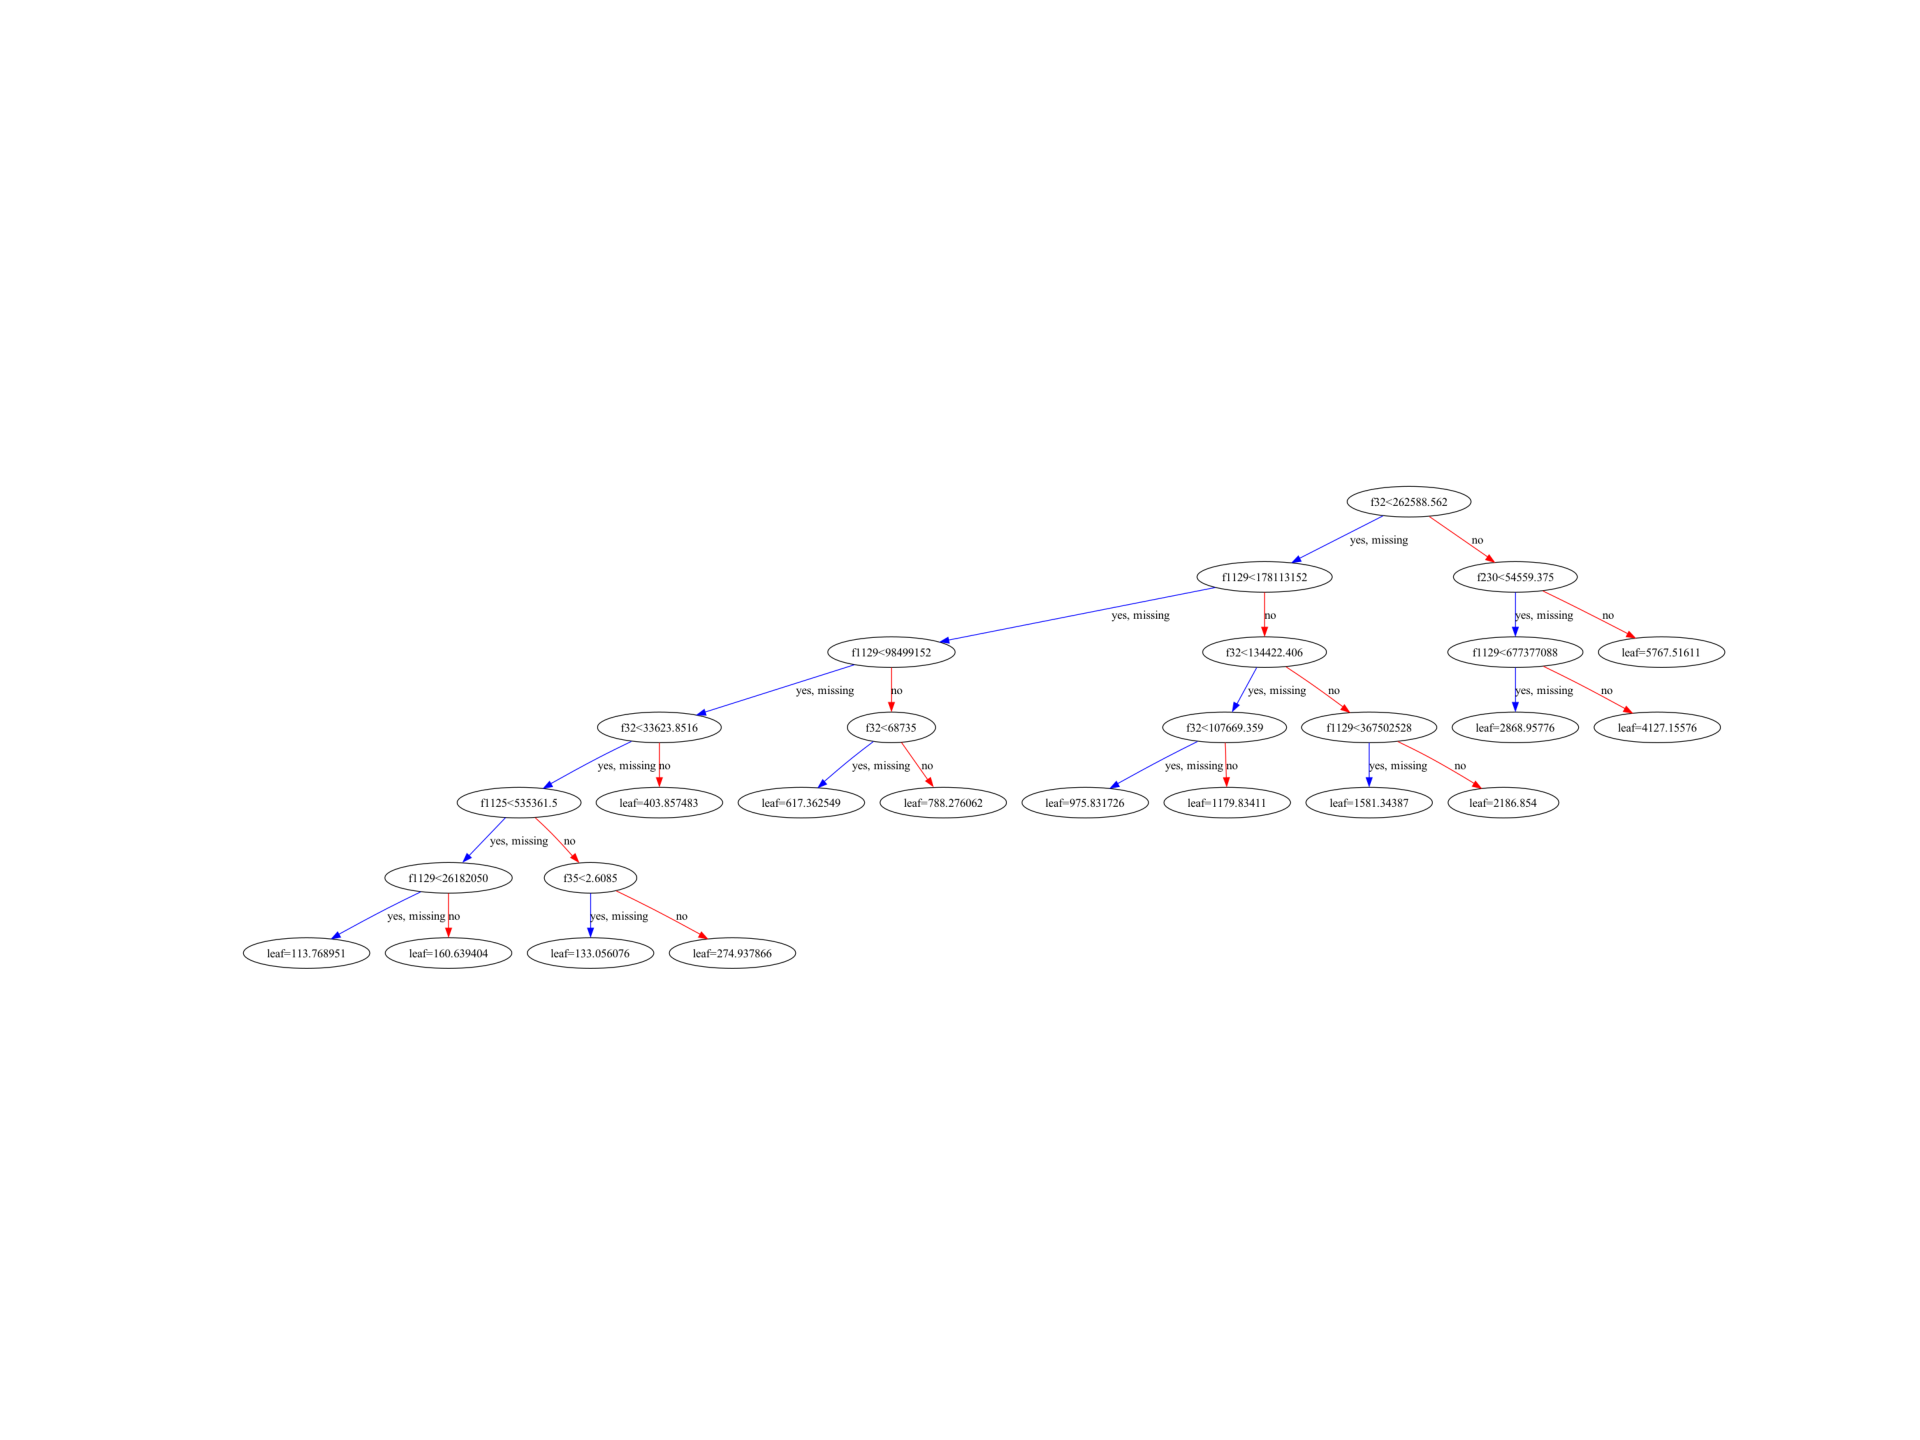 f32<262588.562
yes, missing
no
f1129<178113152
f230<54559.375
yes, missing
no
yes, missing
no
f1129<98499152
f32<134422.406
f1129<677377088
leaf=5767.51611
yes, missing
no
yes, missing
no
yes, missing
no
f32<33623.8516
f32<68735
f32<107669.359
f1129<367502528
leaf=2868.95776
leaf=4127.15576
yes, missing
no
yes, missing
no
yes, missing
no
yes, missing
no
f1125<535361.5
leaf=403.857483
leaf=617.362549
leaf=788.276062
leaf=975.831726
leaf=1179.83411
leaf=1581.34387
leaf=2186.854
yes, missing
no
f1129<26182050
f35<2.6085
yes, missing
no
yes, missing
no
leaf=113.768951
leaf=160.639404
leaf=133.056076
leaf=274.937866